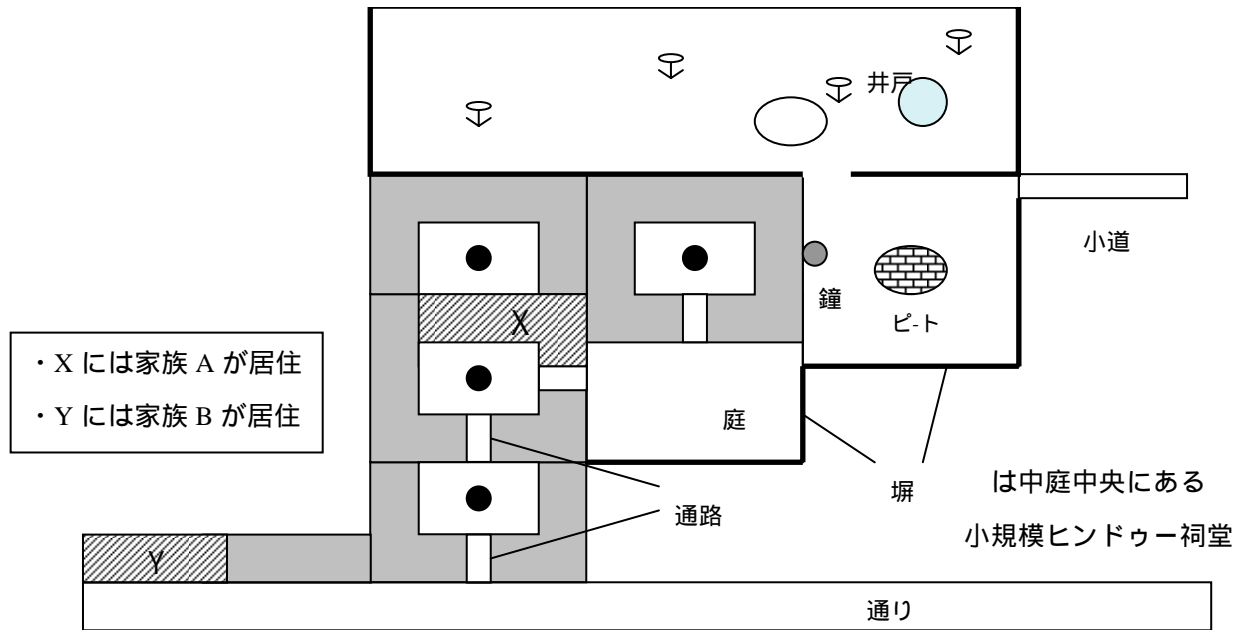 井戸
小道
鐘
ピ-ト
X
・X には家族 A が居住
・Y には家族 B が居住
庭
塀
通路
は中庭中央にある
小規模ヒンドゥー祠堂
Y
通り